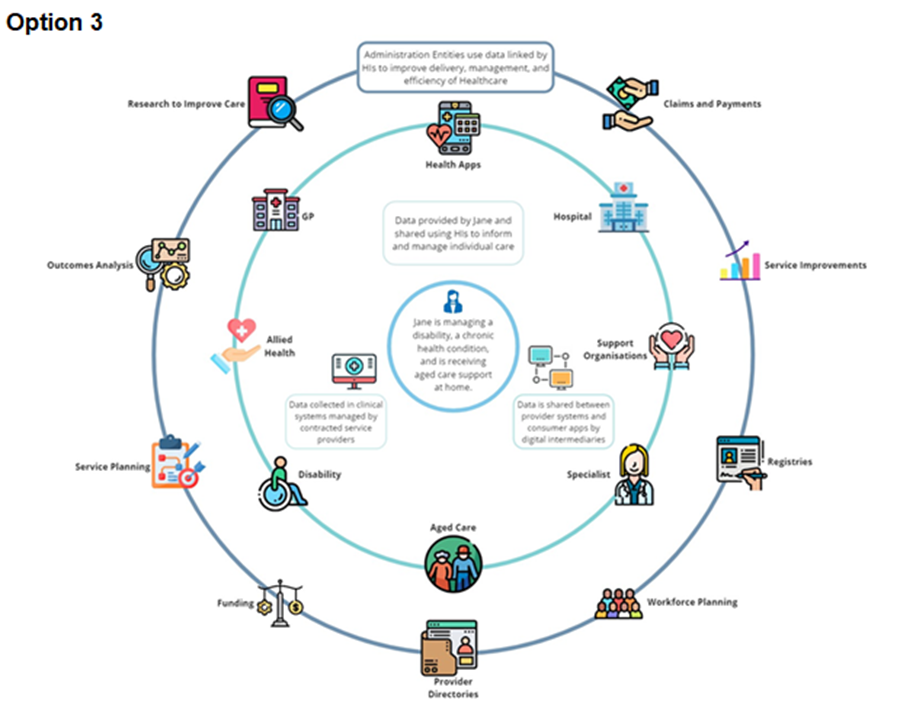 Option 3
Administration Entities use data linked by
HIs to improve delivery, management, and
efficiency of Healthcare
Research to Improve Care
Claims and Payments
Health Apps
GP
Hospital
Data provided by Jane and
shared using HIs to inform
and manage individual care
Outcomes Analysis
Service Improvements
Jane is managing a
disability, a chronic
health condition,
and is receiving
aged care support
at home.
Allied
Health
Support
Organisations
Data collected in clinical
systems managed by
contracted service
providers
Data is shared between
provider systems and
consumer apps by
digital intermediaries
Service Planning
Disability
Specialist
Registries
Aged Care
Funding
Workforce Planning
Provider
Directories